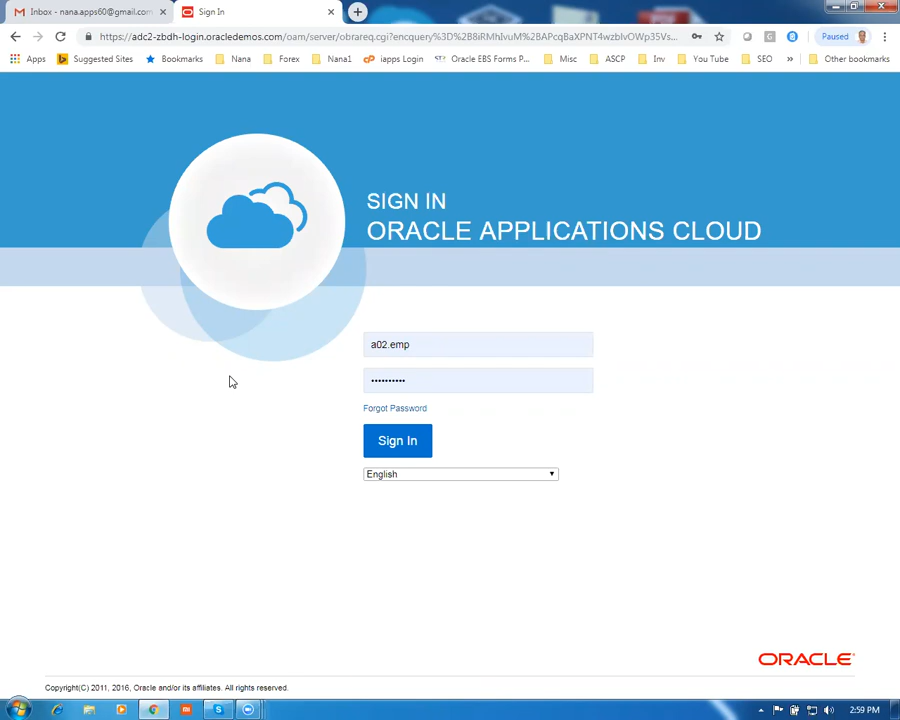 Inbox - nana.apps60@gmail.com
Sign In
https://adc2-zbdh-login.oracledemos.com/oam/server/obrareq.cgi?encquery%3D%2B8iRMhIvuM%2BAPcqBaXPNT4wzblvOWp35Vs...
Paused
Apps
Suggested Sites
Bookmarks
Nana
Forex
Nana1
iapps Login
Oracle EBS Forms P...
Misc
ASCP
Inv
You Tube
SEO
»
Other bookmarks
SIGN IN
ORACLE APPLICATIONS CLOUD
a02.emp
••••••••••
Forgot Password
Sign In
English
ORACLE
Copyright(C) 2011, 2016, Oracle and/or its affiliates. All rights reserved.
2:59 PM